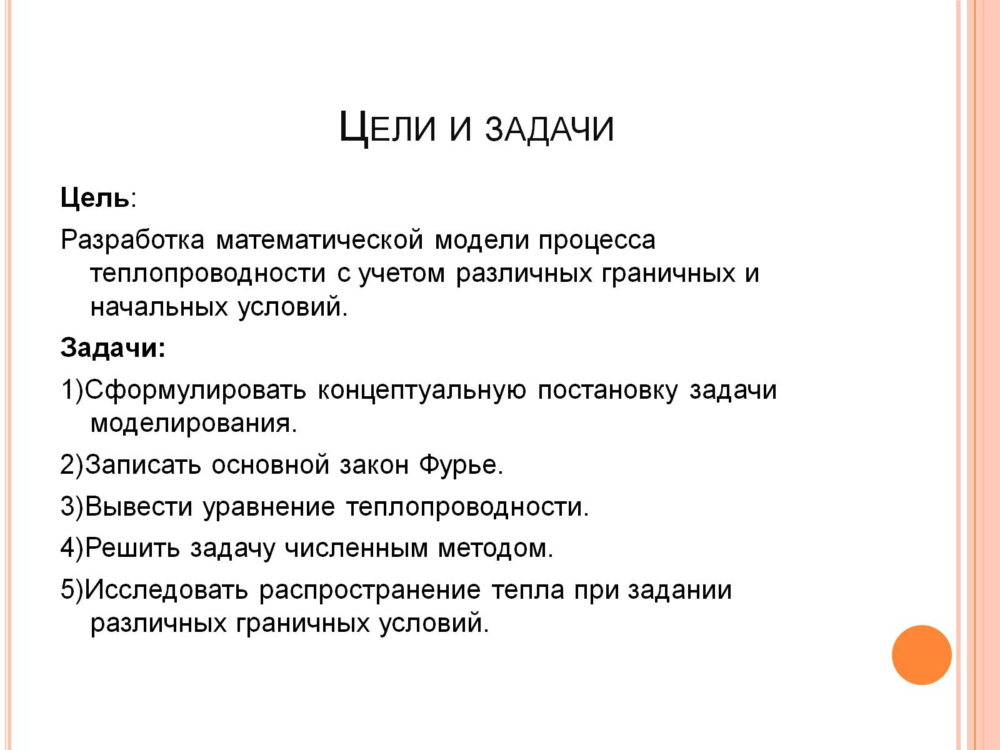 Цели и задачи
Цель:
Разработка математической модели процесса
теплопроводности с учетом различных граничных и
начальных условий.
Задачи:
1)Сформулировать концептуальную постановку задачи
моделирования.
2)Записать основной закон Фурье.
3)Вывести уравнение теплопроводности.
4)Решить задачу численным методом.
5)Исследовать распространение тепла при задании
различных граничных условий.